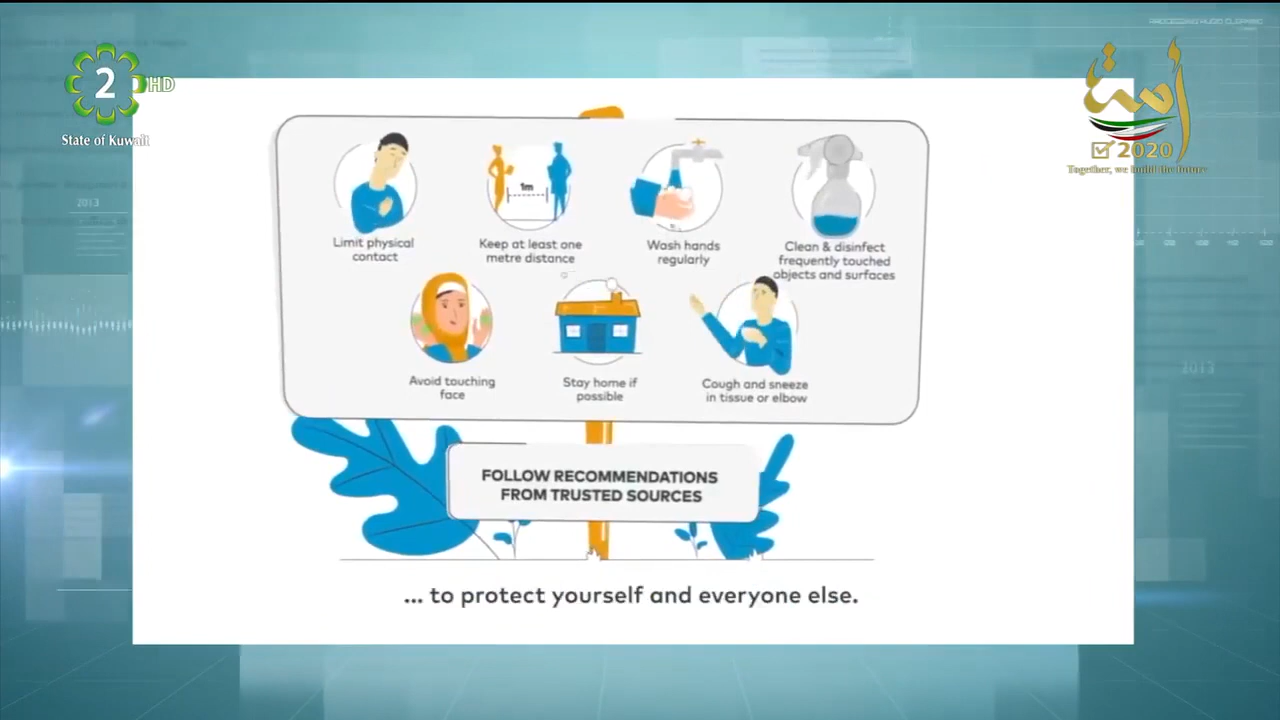 2
HD
State of Kuwait
أمة
2020
Together, we build the future
2013
2013
Limit physical
contact
1m
Keep at least one
metre distance
Wash hands
regularly
Clean & disinfect
frequently touched
objects and surfaces
Avoid touching
face
Stay home if
possible
Cough and sneeze
in tissue or elbow
FOLLOW RECOMMENDATIONS
FROM TRUSTED SOURCES
... to protect yourself and everyone else.